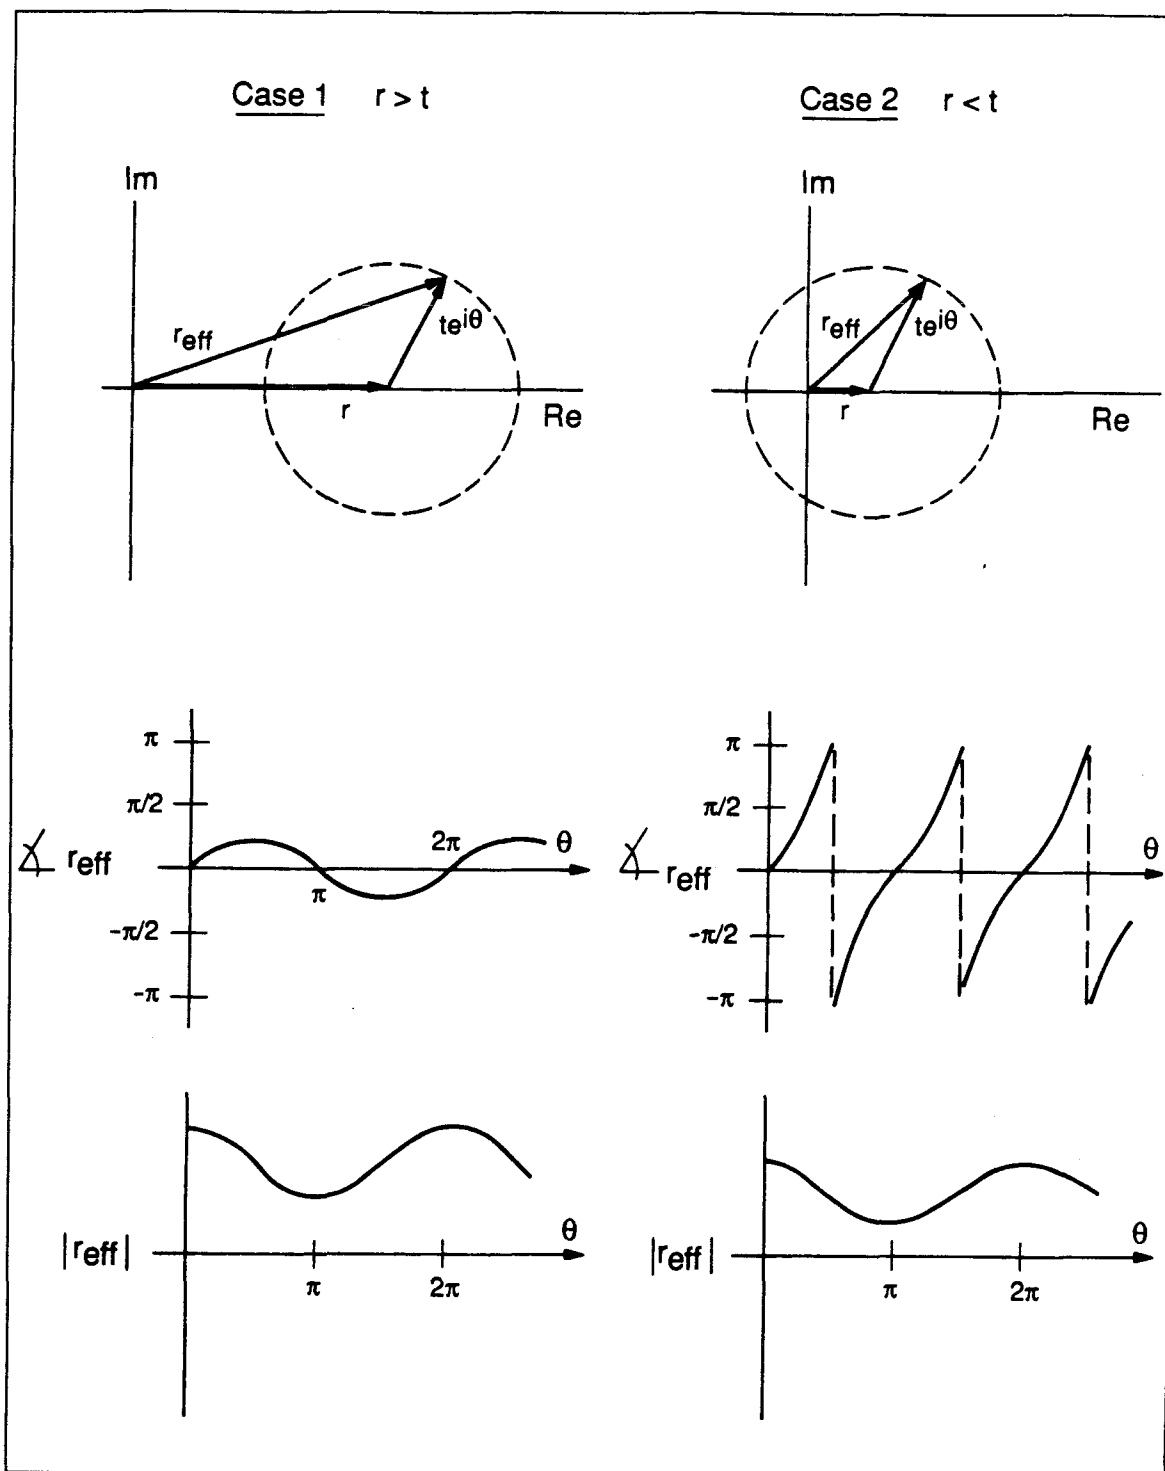 Case 1 r > t
Im
r_eff
te^iθ
r
Re
Case 2 r < t
Im
r_eff
te^iθ
r
Re
π
π/2
∡ r_eff
2π
θ
π
-π/2
-π
π
π/2
∡ r_eff
θ
-π/2
-π
|r_eff|
θ
π
2π
|r_eff|
θ
π
2π